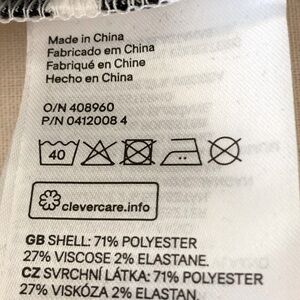 Made in China
Fabricado em China
Fabriqué en Chine
Hecho en China
O/N 408960
P/N 0412008 4
40
clevercare.info
GB SHELL: 71% POLYESTER
27% VISCOSE 2% ELASTANE.
CZ SVRCHNÍ LÁTKA: 71% POLYESTER
27% VISKÓZA 2% ELASTAN.